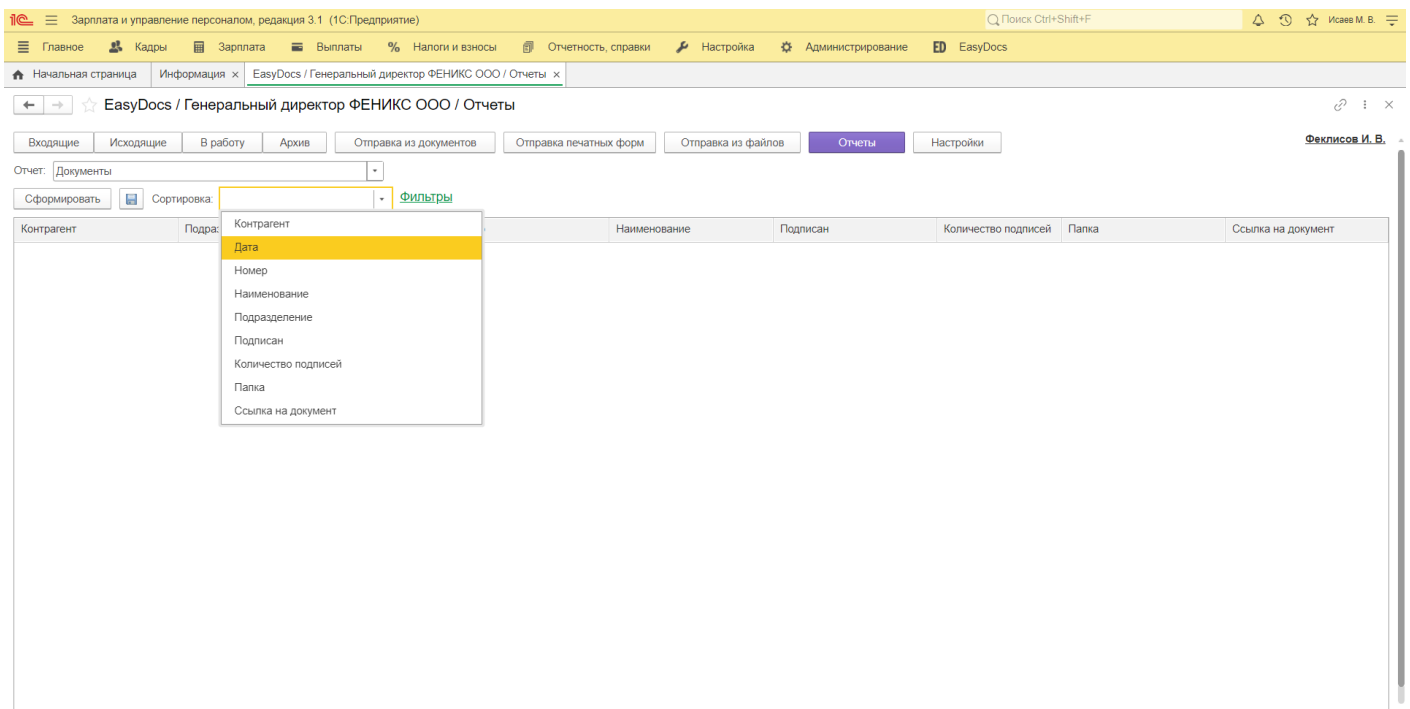 1С Зарплата и управление персоналом, редакция 3.1 (1С:Предприятие) Поиск Ctrl+Shift+F Исаев М. В.
Главное Кадры Зарплата Выплаты % Налоги и взносы Отчетность, справки Настройка Администрирование ED EasyDocs
Начальная страница Информация × EasyDocs / Генеральный директор ФЕНИКС ООО / Отчеты ×
EasyDocs / Генеральный директор ФЕНИКС ООО / Отчеты
Входящие Исходящие В работу Архив Отправка из документов Отправка печатных форм Отправка из файлов Отчеты Настройки Феклисов И. В.
Отчет: Документы
Сформировать Сортировка: Фильтры
Контрагент Наименование Подписан Количество подписей Папка Ссылка на документ
Контрагент
Дата
Номер
Наименование
Подразделение
Подписан
Количество подписей
Папка
Ссылка на документ